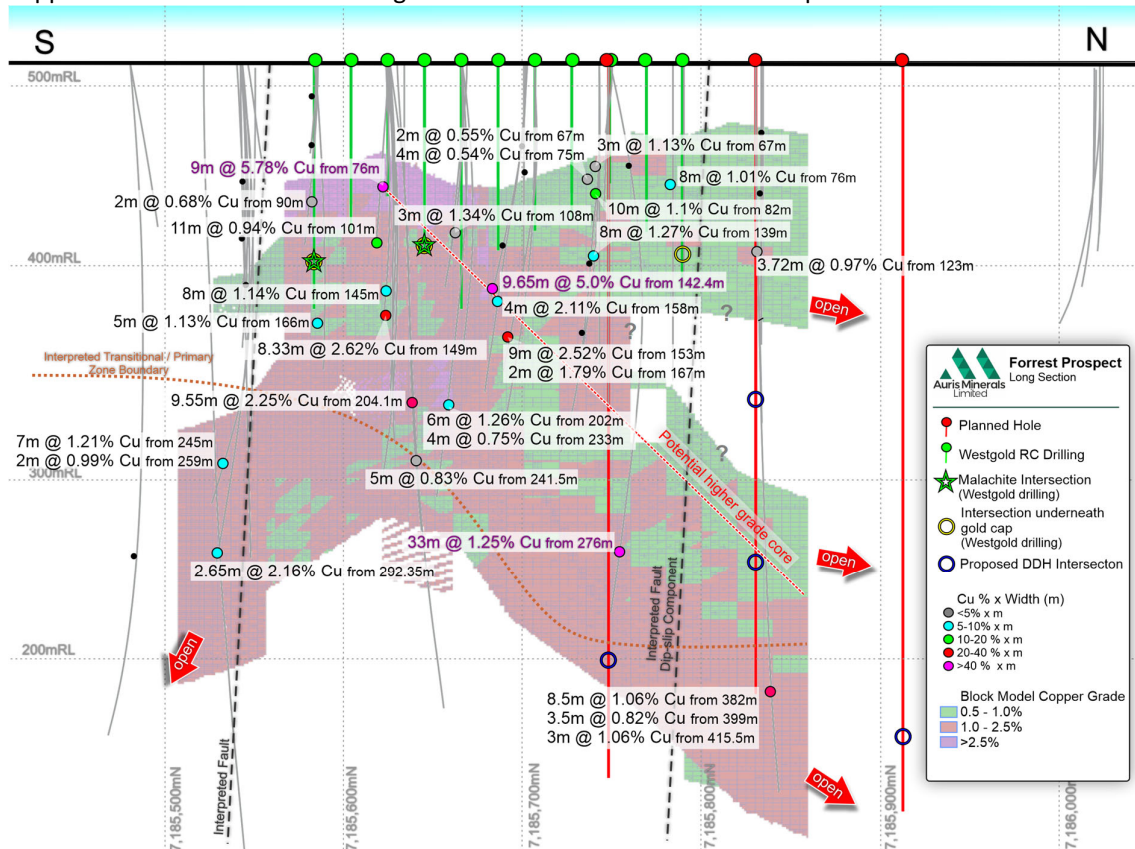 S
N
500mRL
2m @ 0.55% Cu from 67m
4m @ 0.54% Cu from 75m
3m @ 1.13% Cu from 67m
9m @ 5.78% Cu from 76m
8m @ 1.01% Cu from 76m
2m @ 0.68% Cu from 90m
3m @ 1.34% Cu from 108m
10m @ 1.1% Cu from 82m
11m @ 0.94% Cu from 101m
8m @ 1.27% Cu from 139m
400mRL
3.72m @ 0.97% Cu from 123m
9.65m @ 5.0% Cu from 142.4m
8m @ 1.14% Cu from 145m
4m @ 2.11% Cu from 158m
open
?
5m @ 1.13% Cu from 166m
?
8.33m @ 2.62% Cu from 149m
9m @ 2.52% Cu from 153m
2m @ 1.79% Cu from 167m
Interpreted Transitional / Primary
Zone Boundary
9.55m @ 2.25% Cu from 204.1m
6m @ 1.26% Cu from 202m
4m @ 0.75% Cu from 233m
7m @ 1.21% Cu from 245m
2m @ 0.99% Cu from 259m
?
300mRL
5m @ 0.83% Cu from 241.5m
Potential higher grade core
33m @ 1.25% Cu from 276m
open
2.65m @ 2.16% Cu from 292.35m
Interpreted Fault
Dip-slip Component
200mRL
open
8.5m @ 1.06% Cu from 382m
3.5m @ 0.82% Cu from 399m
3m @ 1.06% Cu from 415.5m
Interpreted Fault
open
7,185,500mN
7,185,600mN
7,185,700mN
7,185,800mN
7,185,900mN
7,186,000mN
Auris Minerals
Limited
Forrest Prospect
Long Section
Planned Hole
Westgold RC Drilling
Malachite Intersection
(Westgold drilling)
Intersection underneath
gold cap
(Westgold drilling)
Proposed DDH Intersecton
Cu % x Width (m)
<5% x m
5-10% x m
10-20 % x m
20-40 % x m
>40 % x m
Block Model Copper Grade
0.5 - 1.0%
1.0 - 2.5%
>2.5%